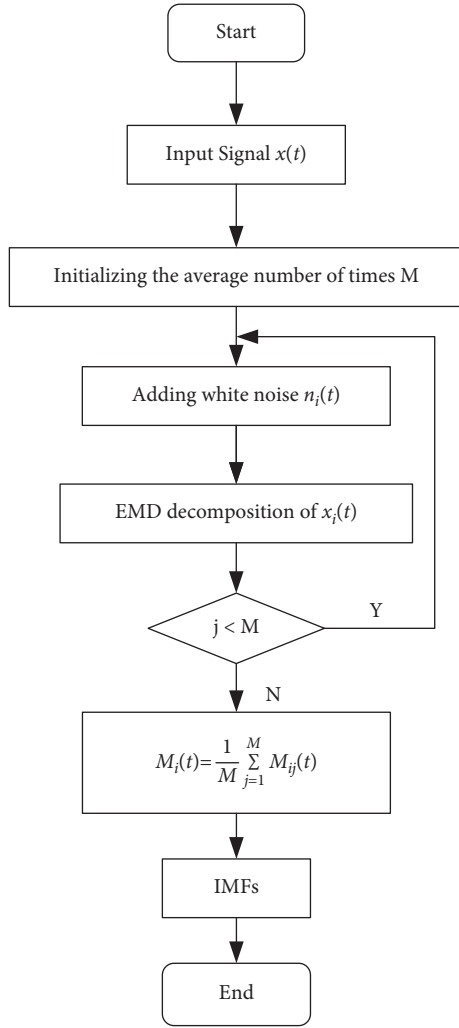 Start
Input Signal x(t)
Initializing the average number of times M
Adding white noise nᵢ(t)
EMD decomposition of xᵢ(t)
j < M
Y
N
Mᵢ(t)=1/M ∑_{j=1}^{M} Mᵢⱼ(t)
IMFs
End